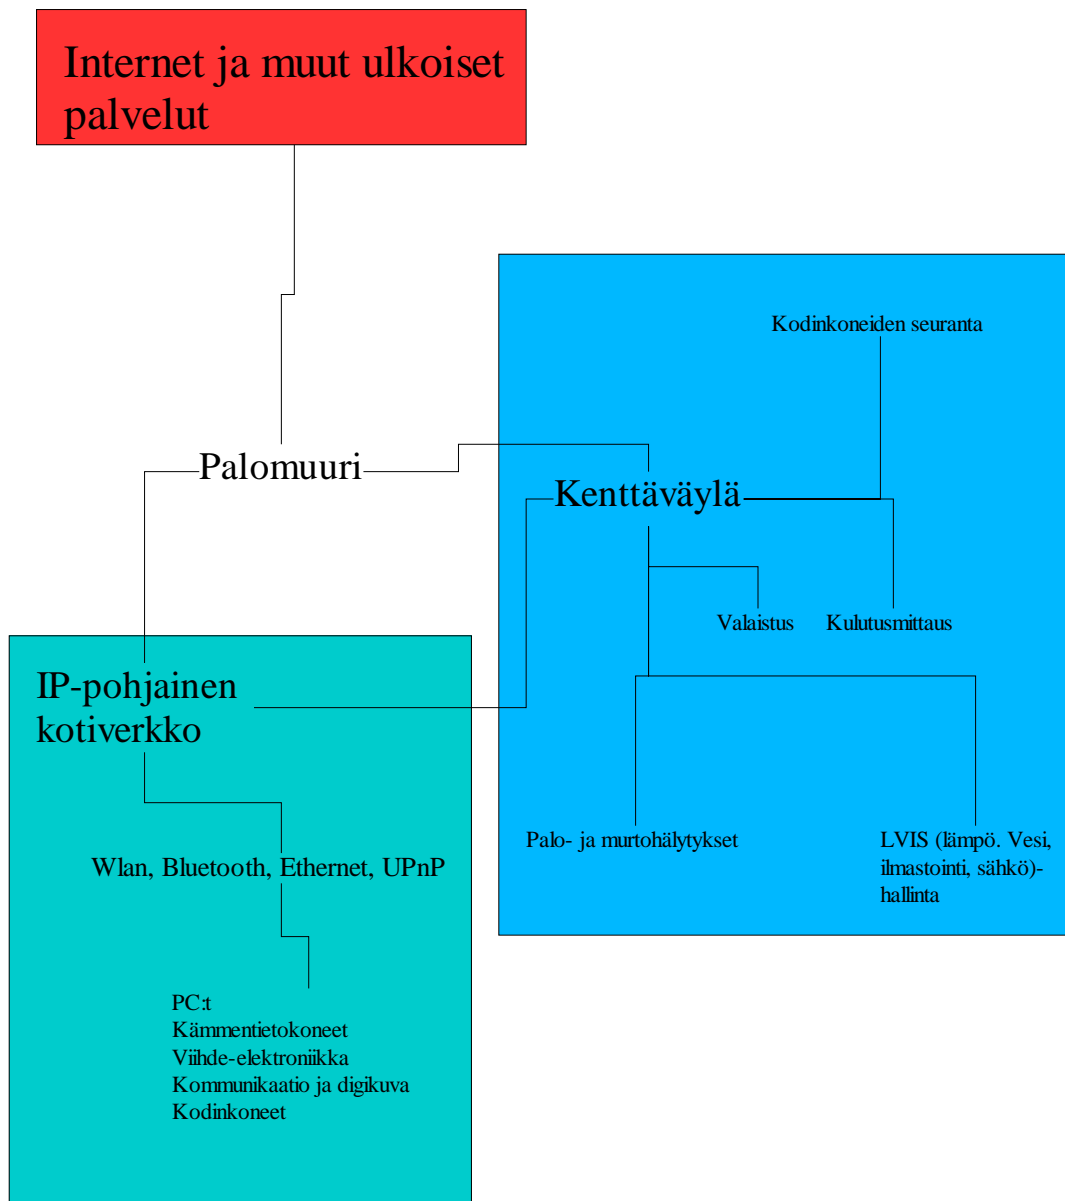 Internet ja muut ulkoiset
palvelut
Kodinkoneiden seuranta
Palomuuri
Kenttäväylä
Valaistus
Kulutusmittaus
IP-pohjainen
kotiverkko
Palo- ja murtohälytykset
LVIS (lämpö. Vesi,
ilmastointi, sähkö)-
hallinta
Wlan, Bluetooth, Ethernet, UPnP
PC:t
Kämmentietokoneet
Viihde-elektroniikka
Kommunikaatio ja digikuva
Kodinkoneet